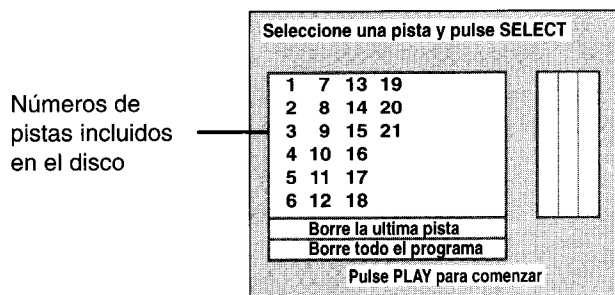 Seleccione una pista y pulse SELECT
Números de
pistas incluidos
en el disco
1 7 13 19
2 8 14 20
3 9 15 21
4 10 16
5 11 17
6 12 18
Borre la ultima pista
Borre todo el programa
Pulse PLAY para comenzar